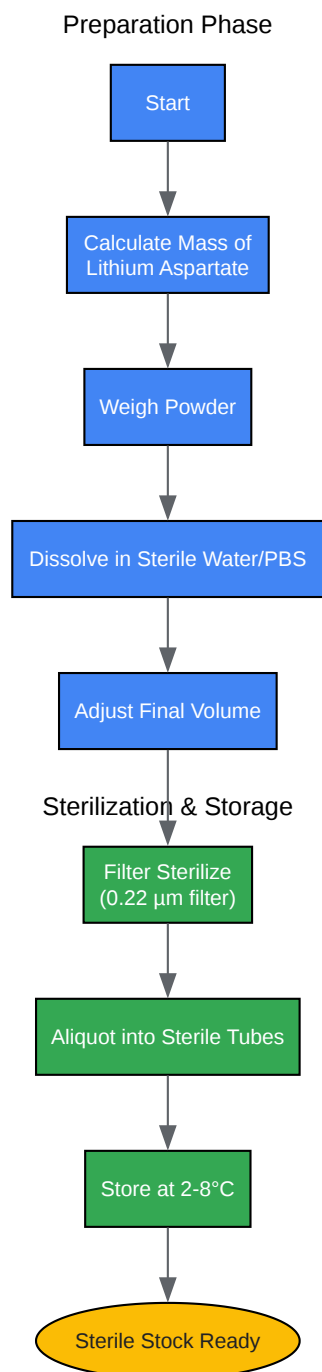 Preparation Phase
Start
Calculate Mass of
Lithium Aspartate
Weigh Powder
Dissolve in Sterile Water/PBS
Adjust Final Volume
Sterilization & Storage
Filter Sterilize
(0.22 µm filter)
Aliquot into Sterile Tubes
Store at 2-8°C
Sterile Stock Ready